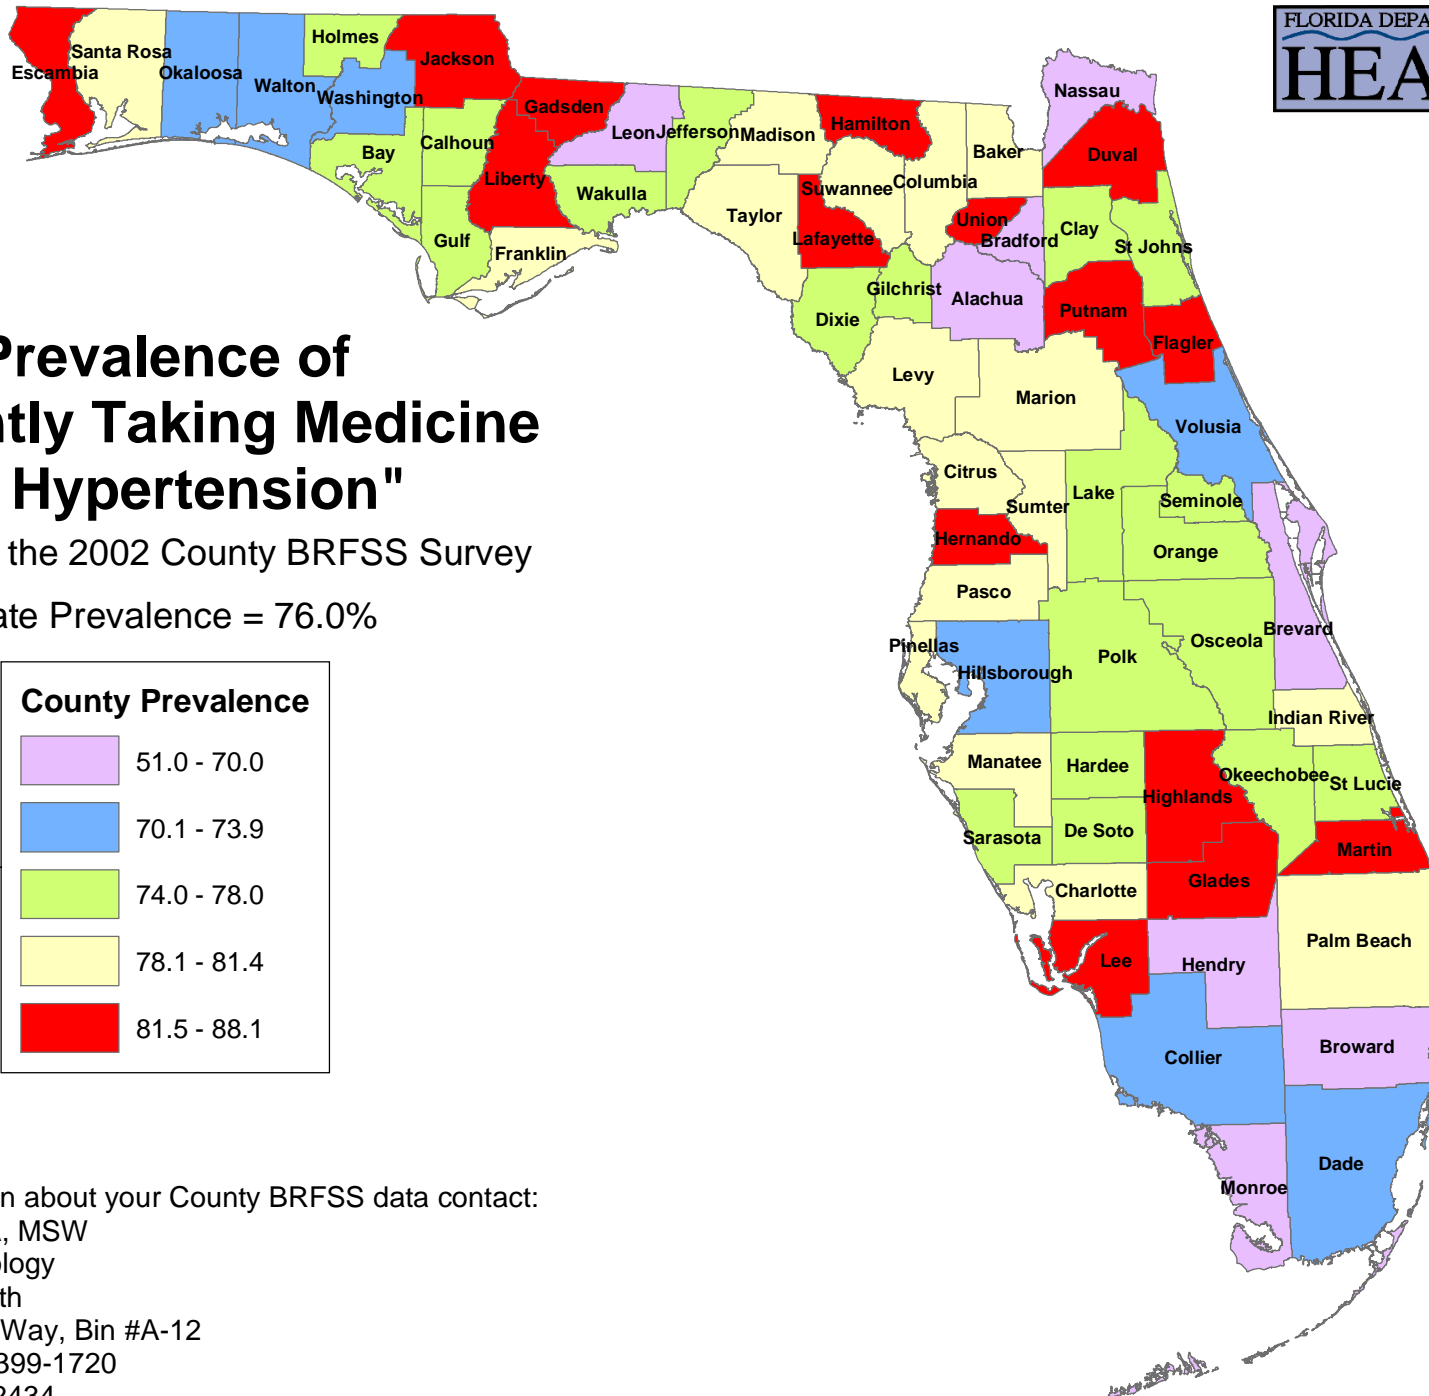 FLORIDA DEPA
HEA
Holmes
Jackson
Santa Rosa
Escambia
Okaloosa
Walton
Washington
Gadsden
Leon
Jefferson
Madison
Hamilton
Nassau
Calhoun
Bay
Liberty
Wakulla
Gulf
Franklin
Taylor
Suwannee
Columbia
Baker
Duval
Lafayette
Union
Bradford
Clay
St Johns
Dixie
Gilchrist
Alachua
Putnam
Flagler
Levy
Marion
Volusia
Citrus
Sumter
Lake
Seminole
Orange
Hernando
Pasco
Pinellas
Hillsborough
Polk
Osceola
Brevard
Indian River
Manatee
Hardee
Highlands
Okeechobee
St Lucie
Sarasota
De Soto
Martin
Charlotte
Glades
Lee
Hendry
Palm Beach
Collier
Broward
Dade
Monroe
Prevalence of
ntly Taking Medicine
Hypertension"
the 2002 County BRFSS Survey
ate Prevalence = 76.0%
County Prevalence
51.0 - 70.0
70.1 - 73.9
74.0 - 78.0
78.1 - 81.4
81.5 - 88.1
n about your County BRFSS data contact:
, MSW
ology
th
Way, Bin #A-12
399-1720
2434